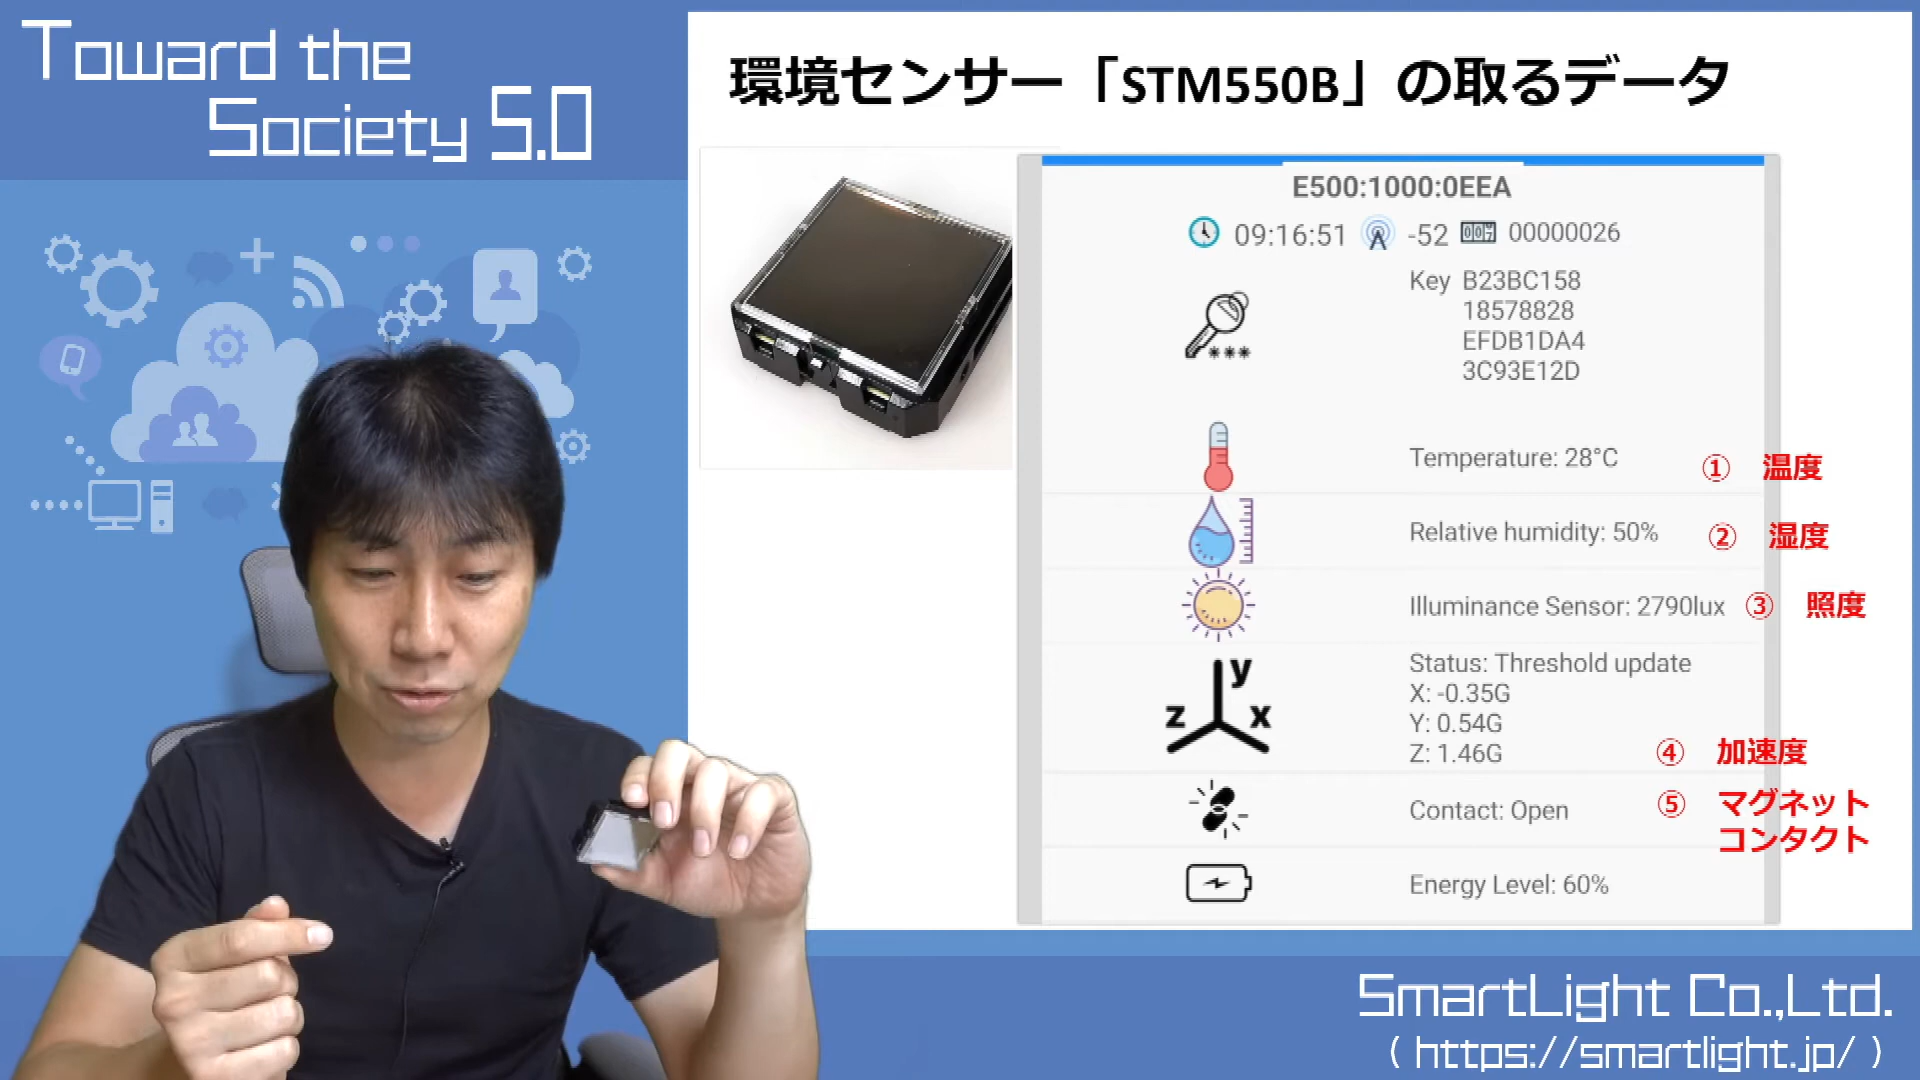 Toward the
Society 5.0
環境センサー「STM550B」の取るデータ
E500:1000:0EEA
09:16:51 -52 00000026
Key B23BC158
18578828
EFDB1DA4
3C93E12D
***
Temperature: 28°C ① 温度
Relative humidity: 50% ② 湿度
Illuminance Sensor: 2790lux ③ 照度
Status: Threshold update
X: -0.35G
Y: 0.54G
Z: 1.46G ④ 加速度
y
z x
Contact: Open ⑤ マグネット
コンタクト
Energy Level: 60%
SmartLight Co.,Ltd.
( https://smartlight.jp/ )